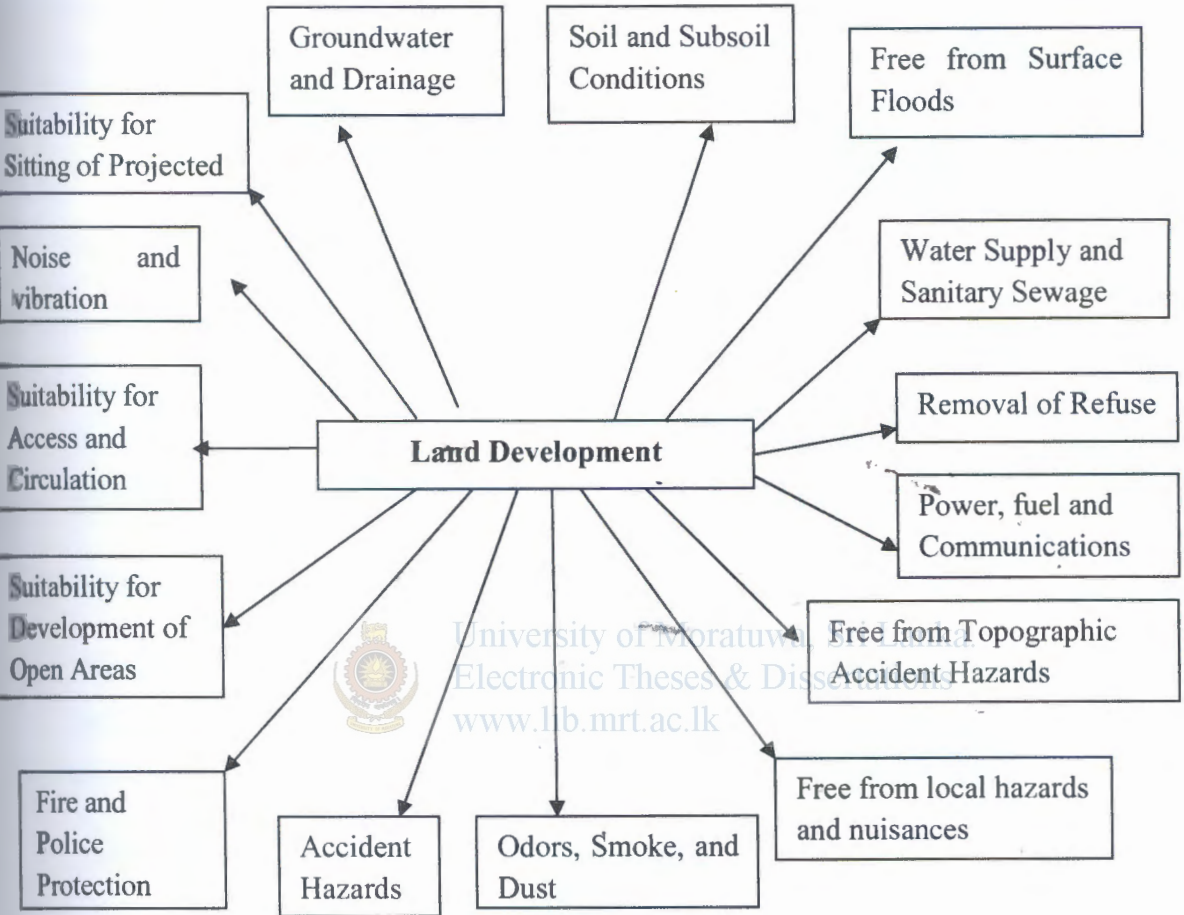 Groundwater
and Drainage
Soil and Subsoil
Conditions
Free from Surface
Floods
Suitability for
Sitting of Projected
Noise and
vibration
Water Supply and
Sanitary Sewage
Suitability for
Access and
Circulation
Land Development
Removal of Refuse
Power, fuel and
Communications
Suitability for
Development of
Open Areas
University of Moratuwa, Sri Lanka.
Electronic Theses & Dissertations
www.lib.mrt.ac.lk
Free from Topographic
Accident Hazards
Fire and
Police
Protection
Accident
Hazards
Odors, Smoke, and
Dust
Free from local hazards
and nuisances